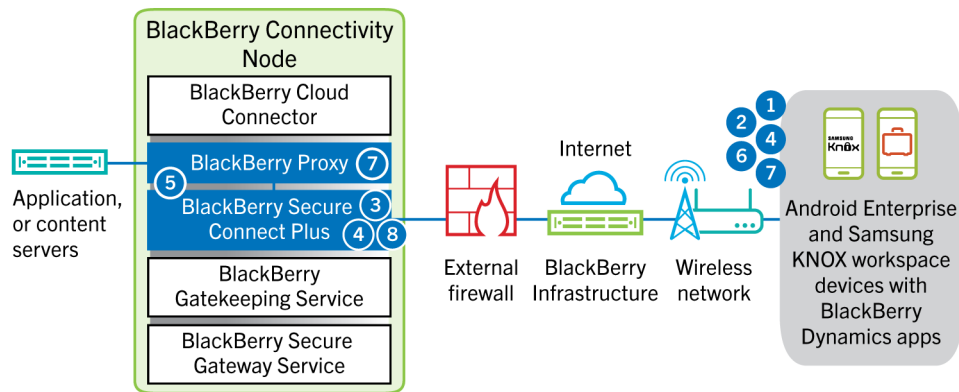 BlackBerry Connectivity
Node
BlackBerry Cloud
Connector
BlackBerry Proxy
7
5
BlackBerry Secure
Connect Plus
3
4
8
BlackBerry
Gatekeeping Service
BlackBerry Secure
Gateway Service
Application,
or content
servers
External
firewall
Internet
BlackBerry
Infrastructure
Wireless
network
1
2
4
6
7
SAMSUNG
Knox
Android Enterprise
and Samsung
KNOX workspace
devices with
BlackBerry
Dynamics apps